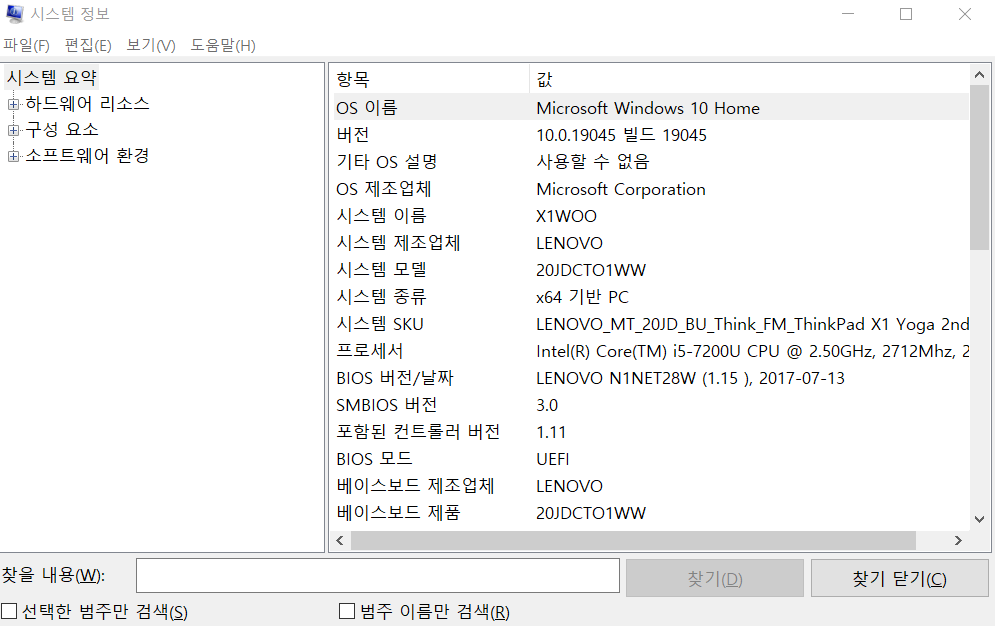 시스템 정보
파일(F) 편집(E) 보기(V) 도움말(H)
시스템 요약
하드웨어 리소스
구성 요소
소프트웨어 환경
항목 값
OS 이름 Microsoft Windows 10 Home
버전 10.0.19045 빌드 19045
기타 OS 설명 사용할 수 없음
OS 제조업체 Microsoft Corporation
시스템 이름 X1WOO
시스템 제조업체 LENOVO
시스템 모델 20JDCTO1WW
시스템 종류 x64 기반 PC
시스템 SKU LENOVO_MT_20JD_BU_Think_FM_ThinkPad X1 Yoga 2nd
프로세서 Intel(R) Core(TM) i5-7200U CPU @ 2.50GHz, 2712Mhz, 2
BIOS 버전/날짜 LENOVO N1NET28W (1.15 ), 2017-07-13
SMBIOS 버전 3.0
포함된 컨트롤러 버전 1.11
BIOS 모드 UEFI
베이스보드 제조업체 LENOVO
베이스보드 제품 20JDCTO1WW
찾을 내용(W): 찾기(D) 찾기 닫기(C)
선택한 범주만 검색(S) 범주 이름만 검색(R)